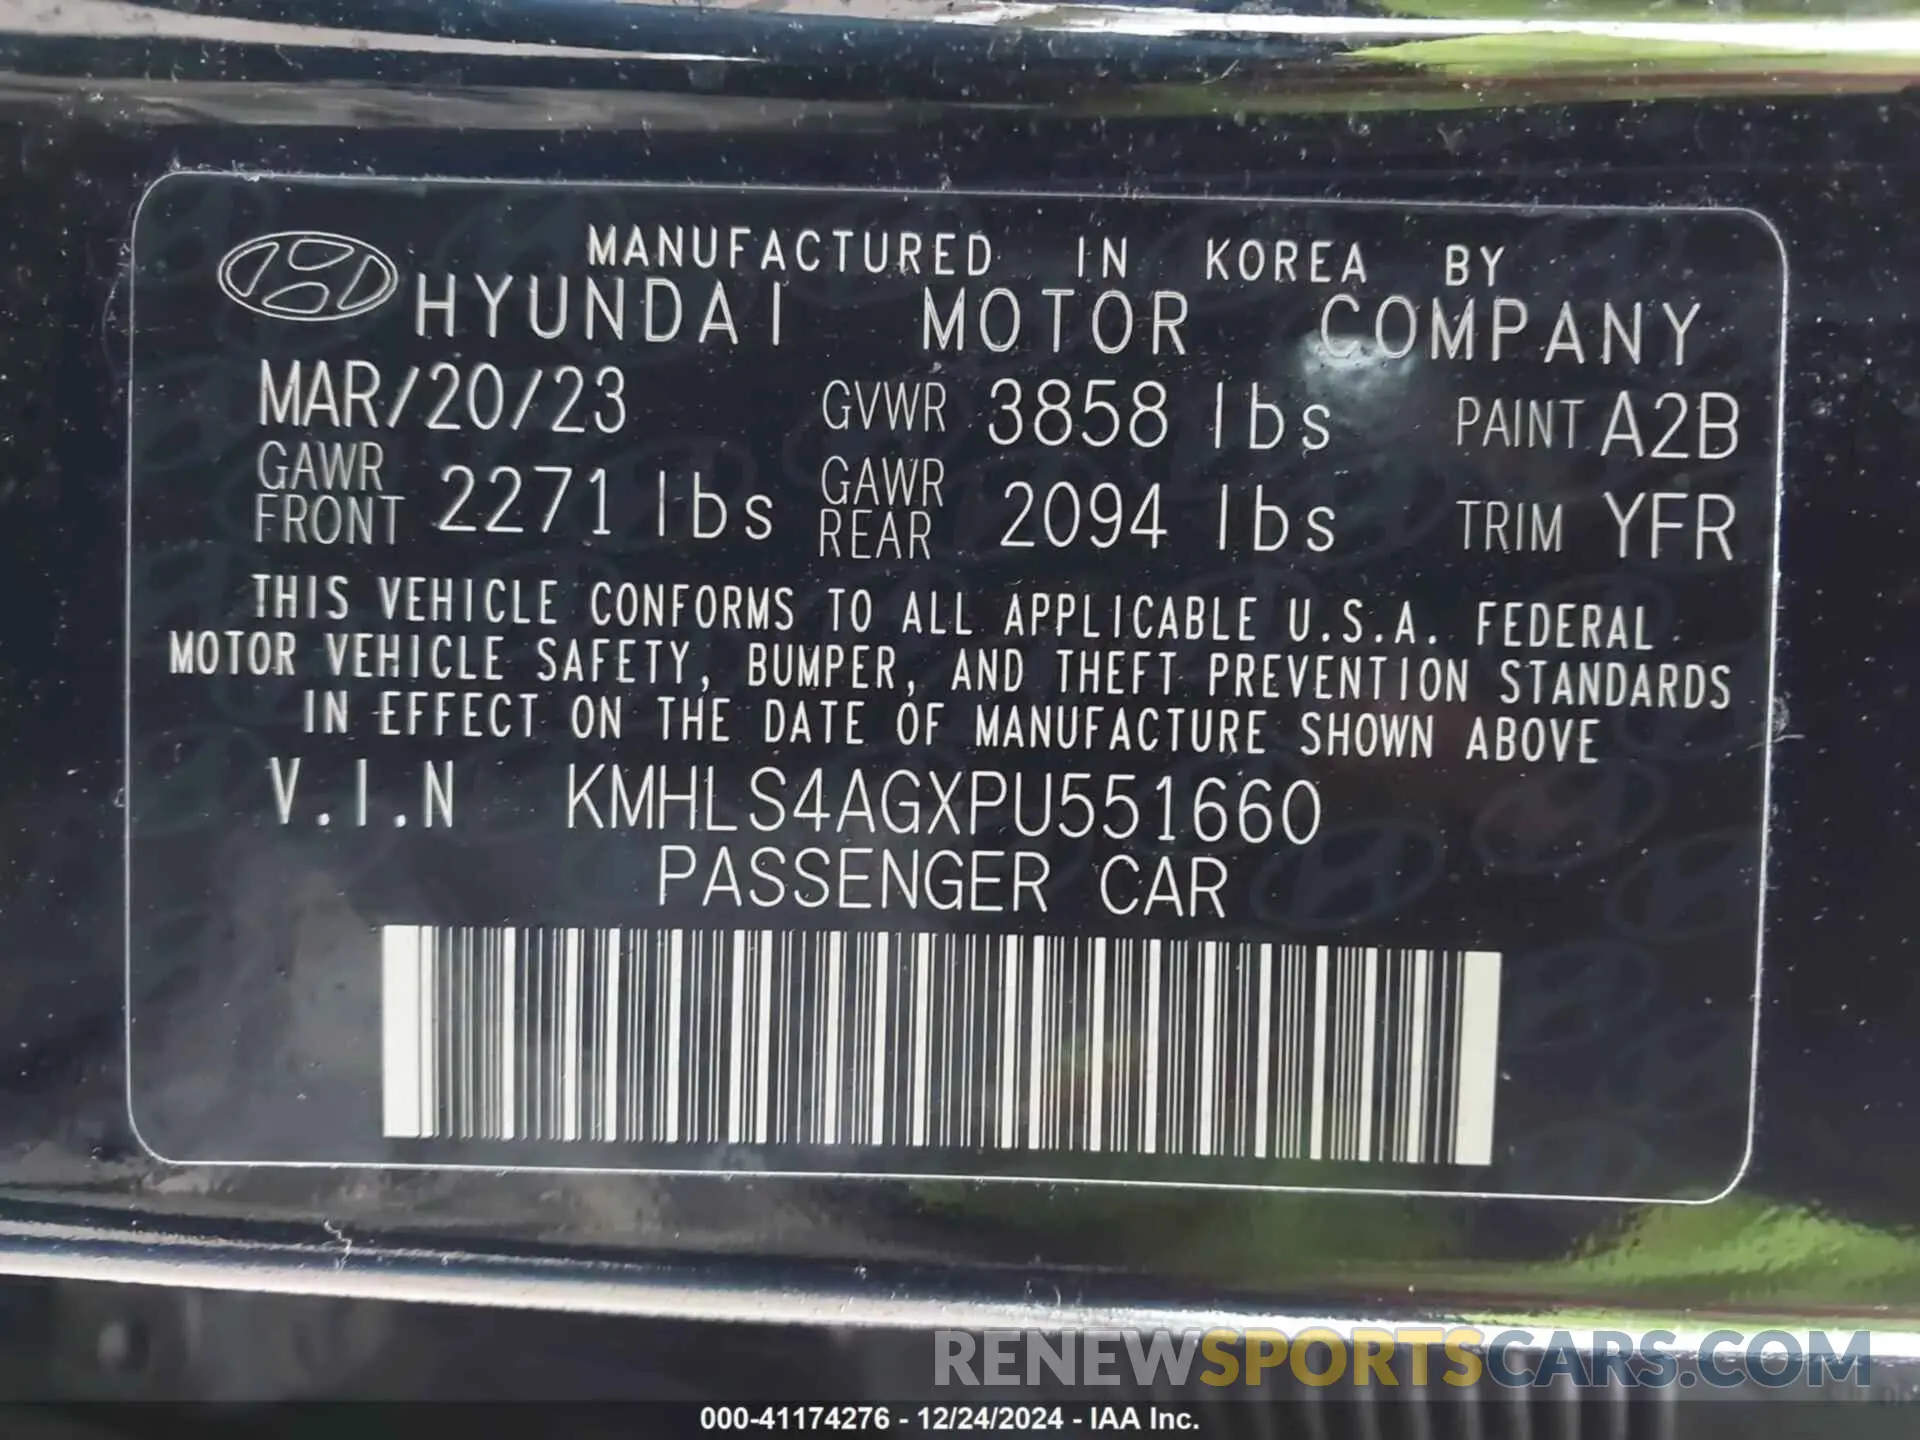 MANUFACTURED IN KOREA BY
HYUNDAI MOTOR COMPANY
MAR/20/23 GVWR 3858 lbs PAINT A2B
GAWR FRONT 2271 lbs GAWR REAR 2094 lbs TRIM YFR
THIS VEHICLE CONFORMS TO ALL APPLICABLE U.S.A. FEDERAL
MOTOR VEHICLE SAFETY, BUMPER, AND THEFT PREVENTION STANDARDS
IN EFFECT ON THE DATE OF MANUFACTURE SHOWN ABOVE
V.I.N KMHLS4AGXPU551660
PASSENGER CAR
RENEWSPORTSCARS.COM
000-41174276 - 12/24/2024 - IAA Inc.